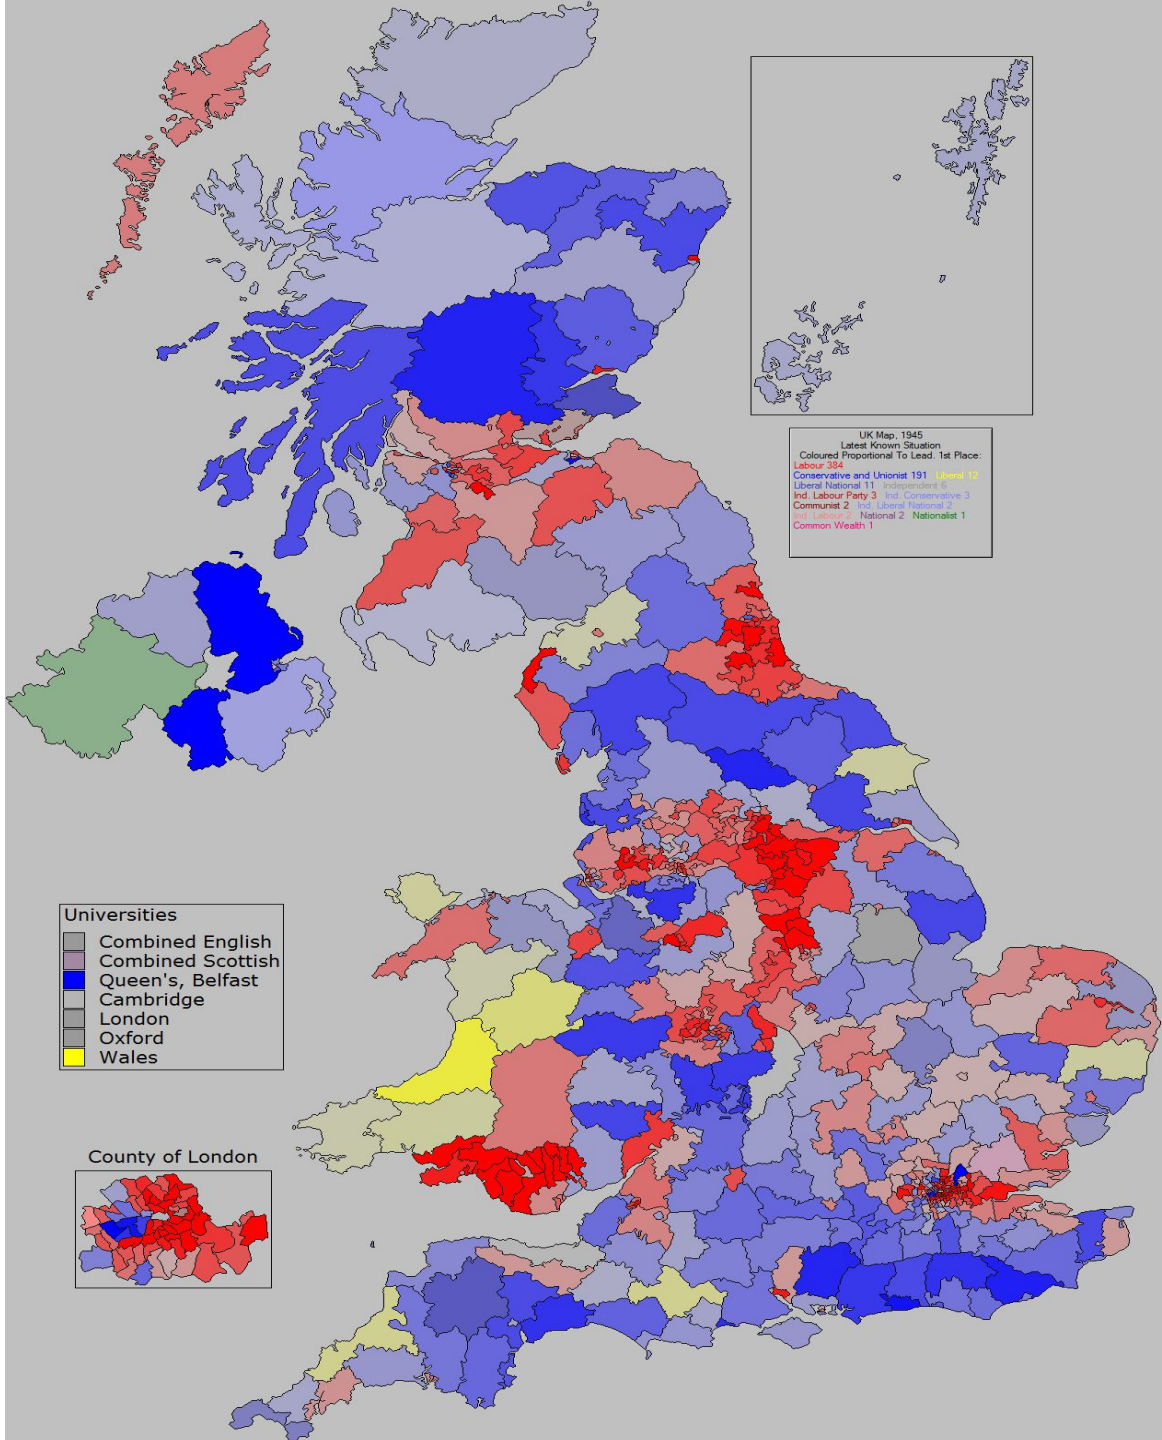 UK Map, 1945
Latest Known Situation
Coloured Proportional To Lead. 1st Place:
Labour 384
Conservative and Unionist 191 Liberal 12
Liberal National 11 Independent 6
Ind. Labour Party 3 Ind. Conservative 3
Communist 2 Ind. Liberal National 2
Ind. Labour 2 National 2 Nationalist 1
Common Wealth 1
Universities
Combined English
Combined Scottish
Queen's, Belfast
Cambridge
London
Oxford
Wales
County of London